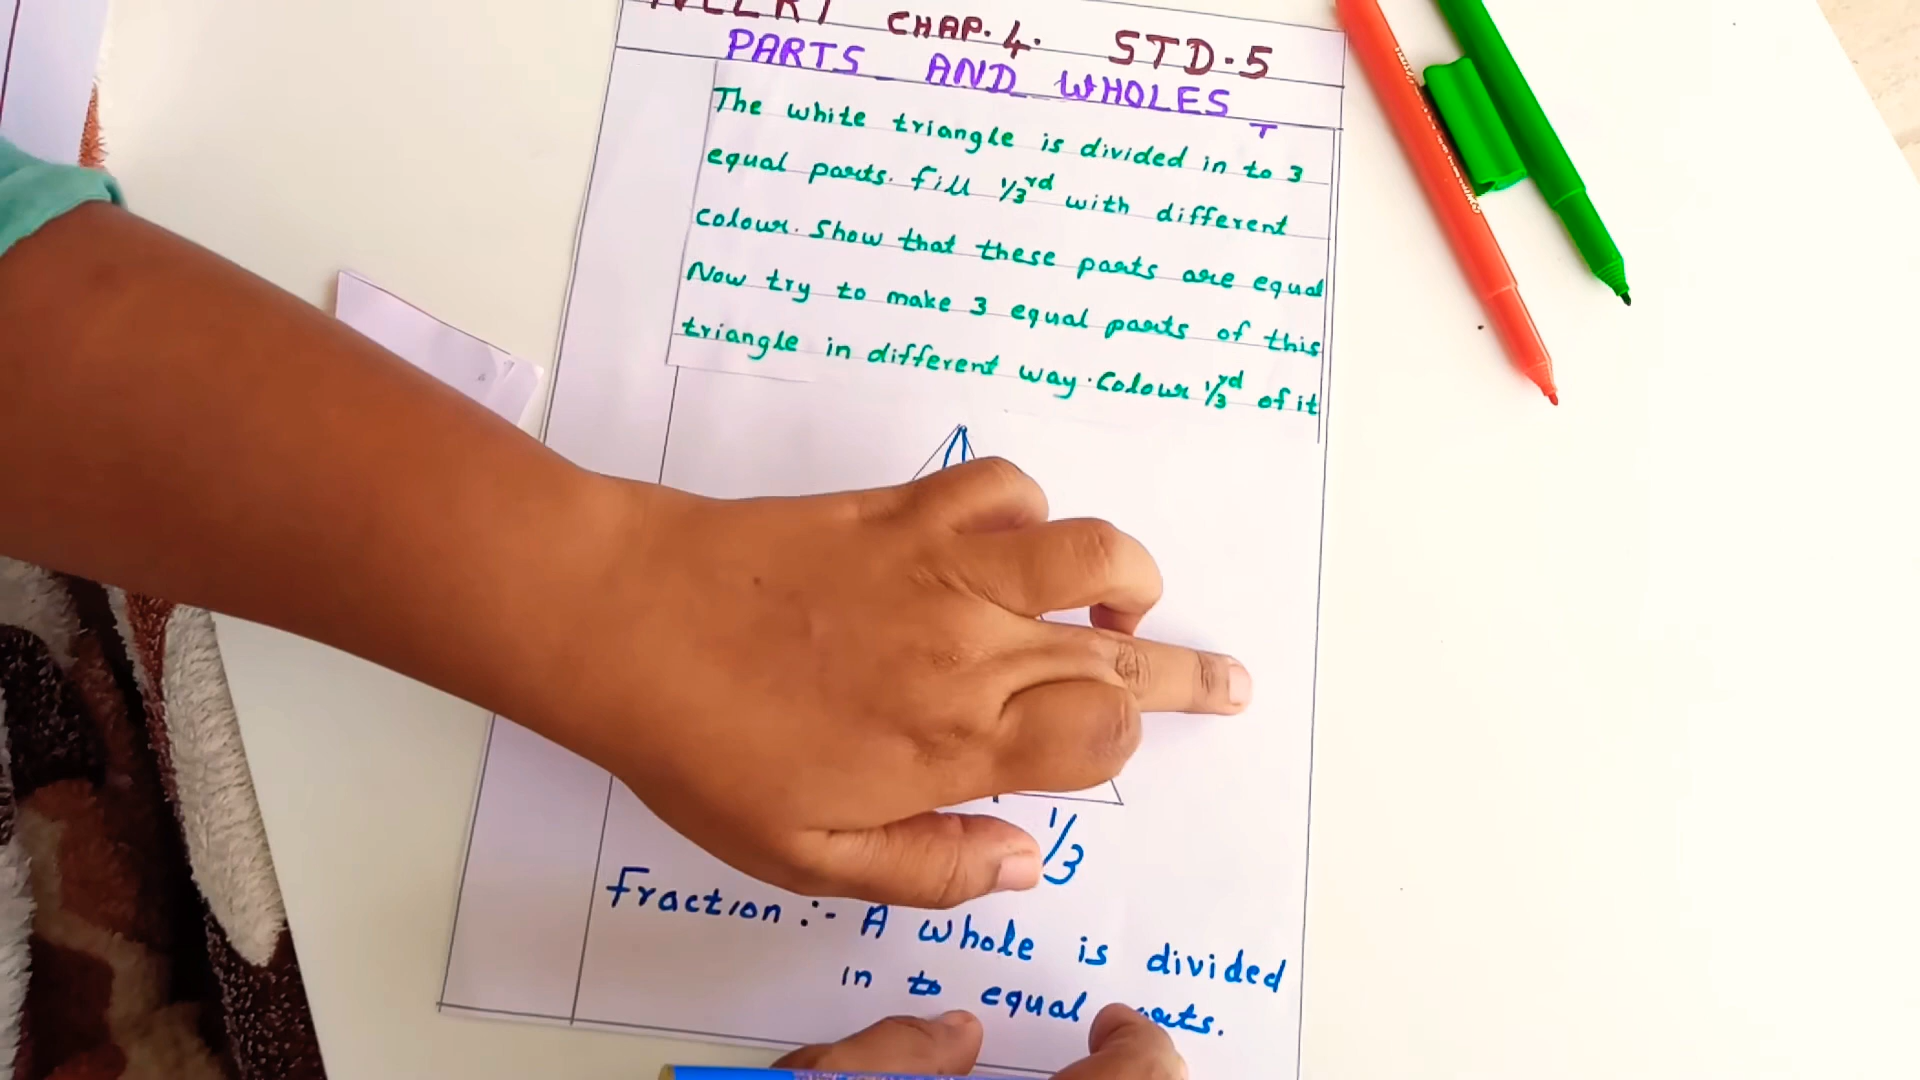 NCERT CHAP. 4. STD. 5
PARTS AND WHOLES
The white triangle is divided in to 3
equal parts. fill 1/3rd with different
colour. Show that these parts are equal
Now try to make 3 equal parts of this
triangle in different way. Colour 1/3rd of it
1/3
fraction :- A whole is divided
in to equal parts.